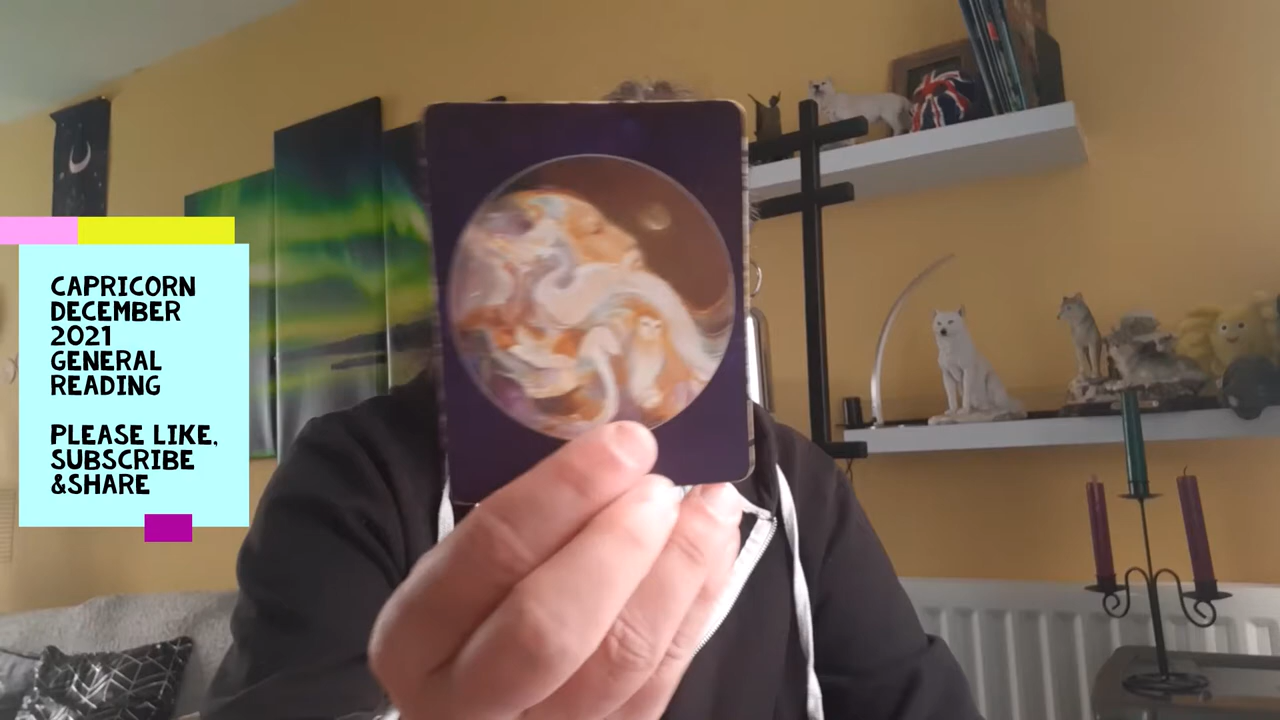 CAPRICORN
DECEMBER
2021
GENERAL
READING
PLEASE LIKE,
SUBSCRIBE
&SHARE